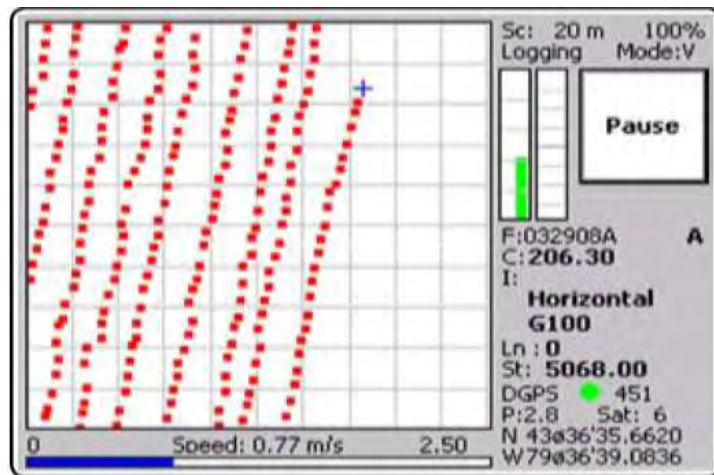 Sc: 20 m 100%
Logging Mode:V
Pause
F:032908A A
C:206.30
I:
Horizontal
G100
Ln : 0
St: 5068.00
DGPS 451
P:2.8 Sat: 6
N 43ø36'35.6620
W79ø36'39.0836
0 Speed: 0.77 m/s 2.50